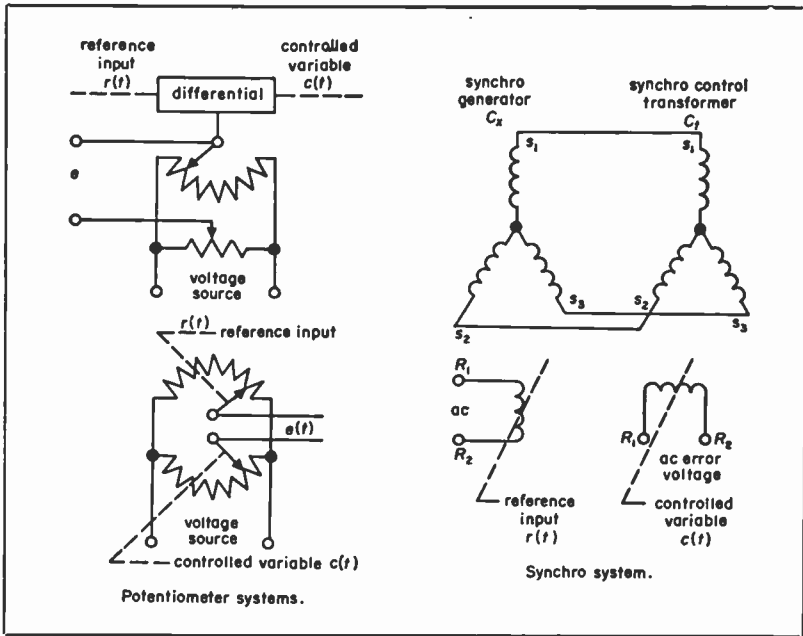 reference
input
r(t)
controlled
variable
c(t)
differential
e
voltage
source
r(t)
reference input
e(t)
voltage
source
controlled variable c(t)
Potentiometer systems.
synchro
generator
Cx
synchro control
transformer
Ct
s1
s1
s3
s2
s2
s3
R1
ac
R2
R1
R2
ac error
voltage
reference
input
r(t)
controlled
variable
c(t)
Synchro system.